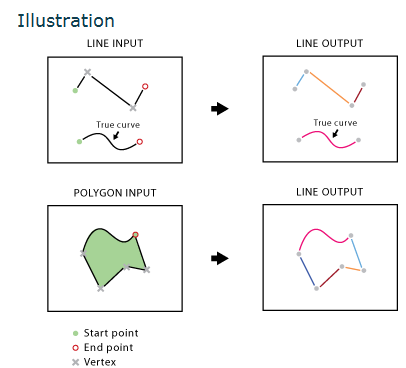 Illustration
LINE INPUT
LINE OUTPUT
True curve
True curve
POLYGON INPUT
LINE OUTPUT
Start point
End point
Vertex